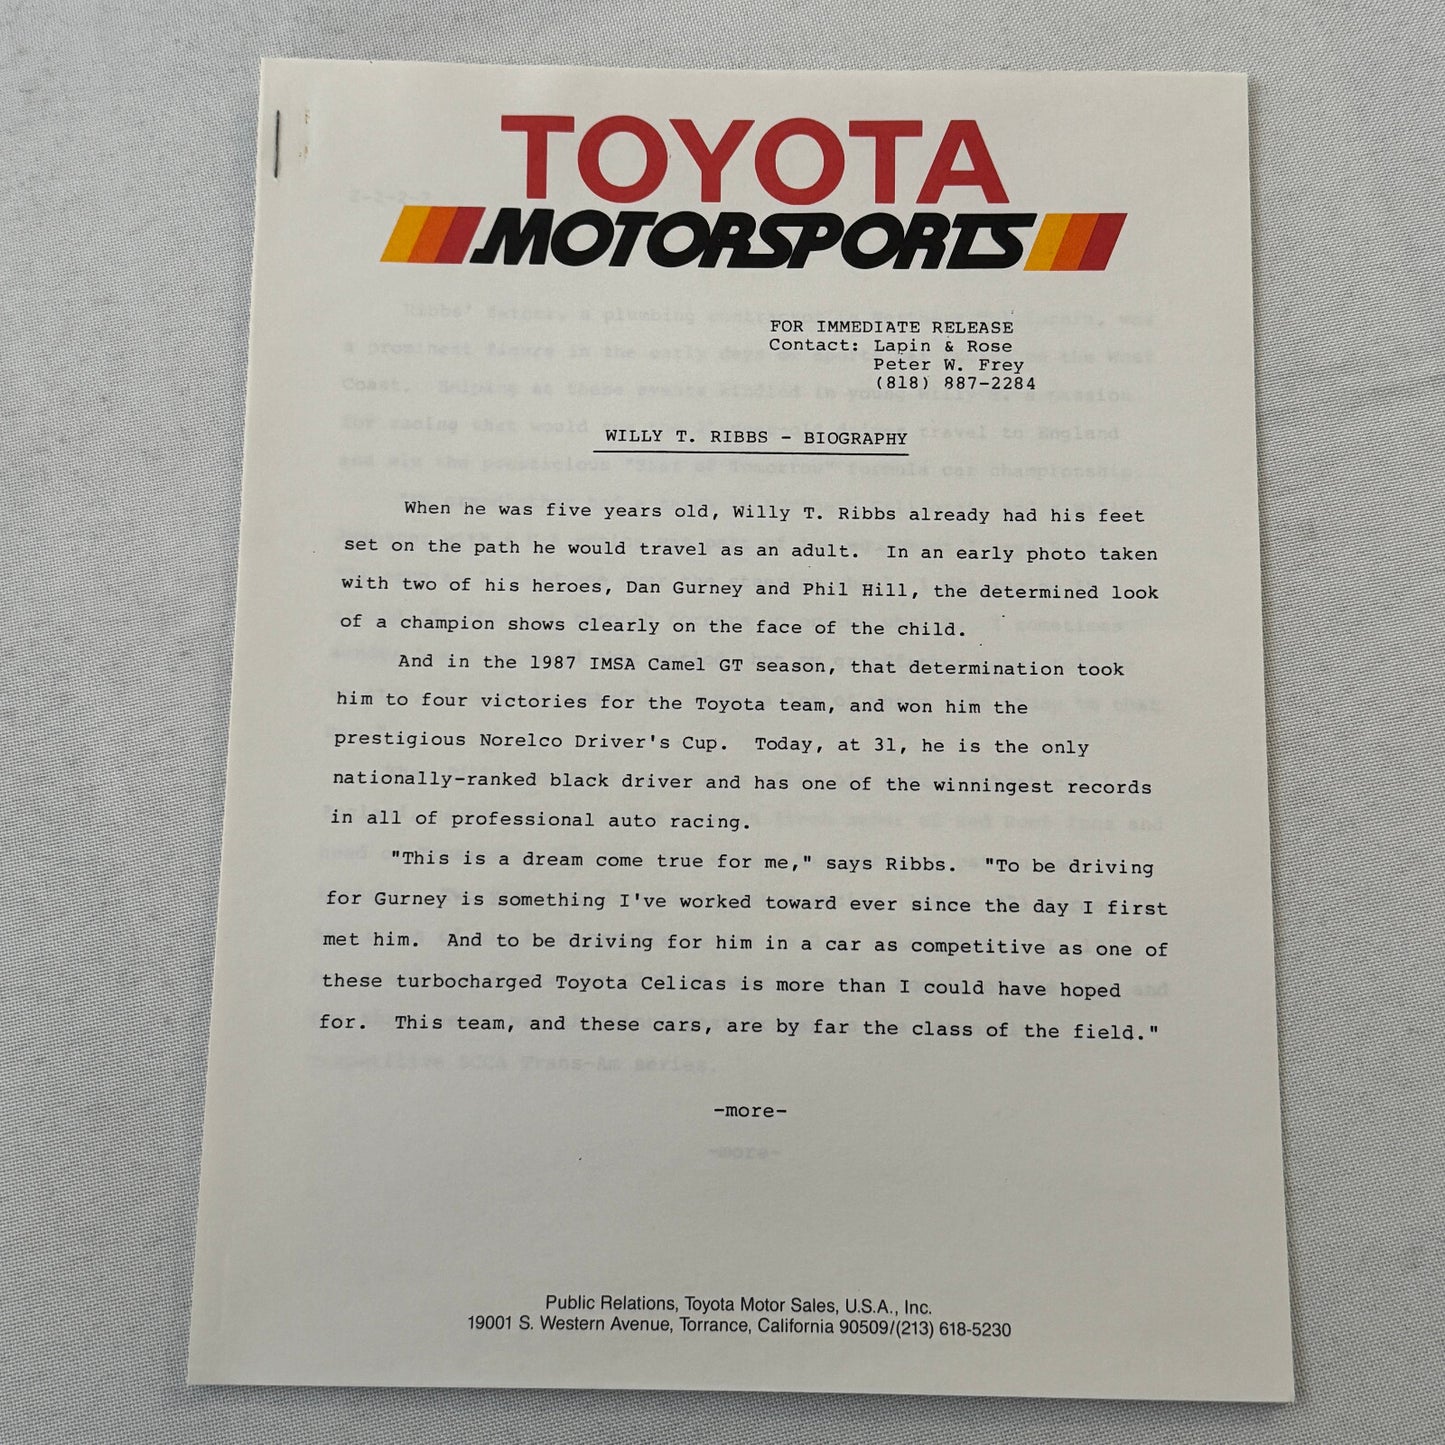 TOYOTA
MOTORSPORTS
FOR IMMEDIATE RELEASE
Contact: Lapin & Rose
Peter W. Frey
(818) 887-2284
WILLY T. RIBBS - BIOGRAPHY
When he was five years old, Willy T. Ribbs already had his feet
set on the path he would travel as an adult. In an early photo taken
with two of his heroes, Dan Gurney and Phil Hill, the determined look
of a champion shows clearly on the face of the child.
And in the 1987 IMSA Camel GT season, that determination took
him to four victories for the Toyota team, and won him the
prestigious Norelco Driver's Cup. Today, at 31, he is the only
nationally-ranked black driver and has one of the winningest records
in all of professional auto racing.
"This is a dream come true for me," says Ribbs. "To be driving
for Gurney is something I've worked toward ever since the day I first
met him. And to be driving for him in a car as competitive as one of
these turbocharged Toyota Celicas is more than I could have hoped
for. This team, and these cars, are by far the class of the field."
-more-
-more-
Public Relations, Toyota Motor Sales, U.S.A., Inc.
19001 S. Western Avenue, Torrance, California 90509/(213) 618-5230